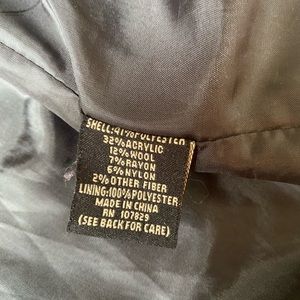 SHELL:41%POLYESTER
32%ACRYLIC
12%WOOL
7%RAYON
6%NYLON
2%OTHER FIBER
LINING:100%POLYESTER
MADE IN CHINA
RN 107829
(SEE BACK FOR CARE)